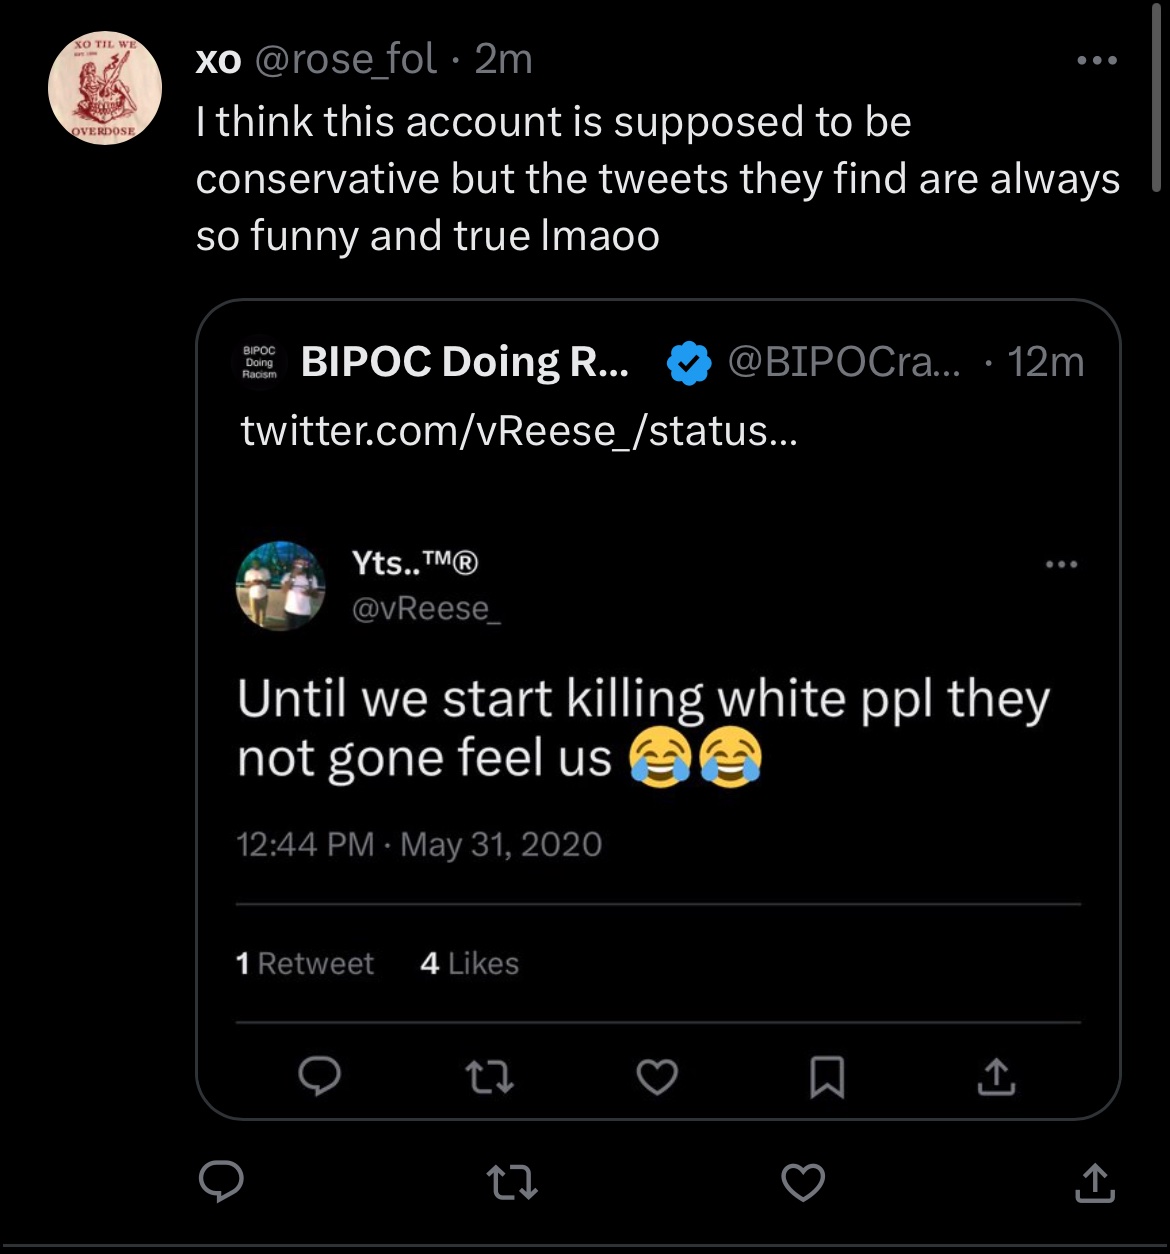 XO TIL WE
OVERDOSE
xo @rose_fol · 2m
I think this account is supposed to be
conservative but the tweets they find are always
so funny and true lmaoo
BIPOC
Doing
Racism
BIPOC Doing R... @BIPOCra... · 12m
twitter.com/vReese_/status...
Yts..™®
@vReese_
Until we start killing white ppl they
not gone feel us 😂😂
12:44 PM · May 31, 2020
1 Retweet 4 Likes